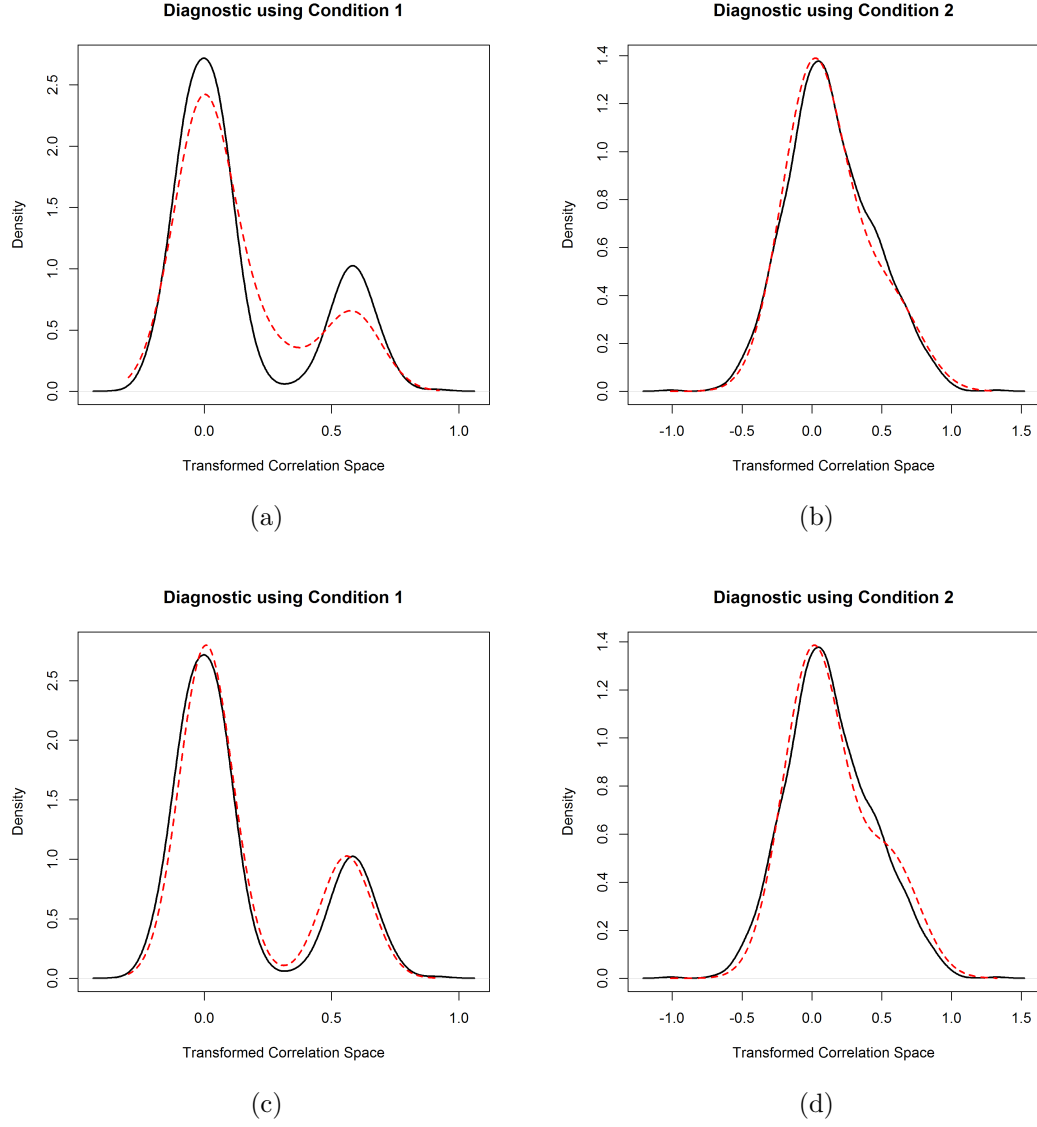 Diagnostic using Condition 1
Density
0.0 0.5 1.0 1.5 2.0 2.5
0.0 0.5 1.0
Transformed Correlation Space
(a)
Diagnostic using Condition 2
Density
0.0 0.2 0.4 0.6 0.8 1.0 1.2 1.4
-1.0 -0.5 0.0 0.5 1.0 1.5
Transformed Correlation Space
(b)
Diagnostic using Condition 1
Density
0.0 0.5 1.0 1.5 2.0 2.5
0.0 0.5 1.0
Transformed Correlation Space
(c)
Diagnostic using Condition 2
Density
0.0 0.2 0.4 0.6 0.8 1.0 1.2 1.4
-1.0 -0.5 0.0 0.5 1.0 1.5
Transformed Correlation Space
(d)